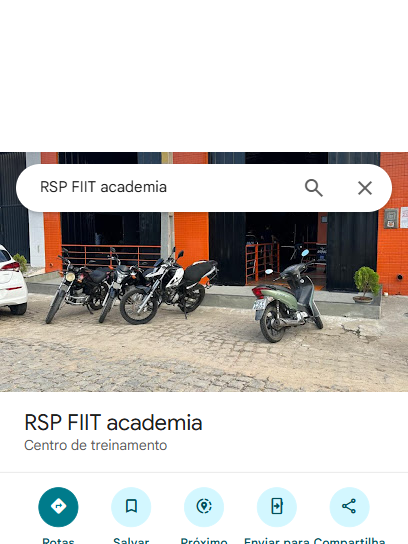 RSP FIIT academia
RSP FIIT academia
Centro de treinamento
Rotas Salvar Próximo Enviar para Compartilha